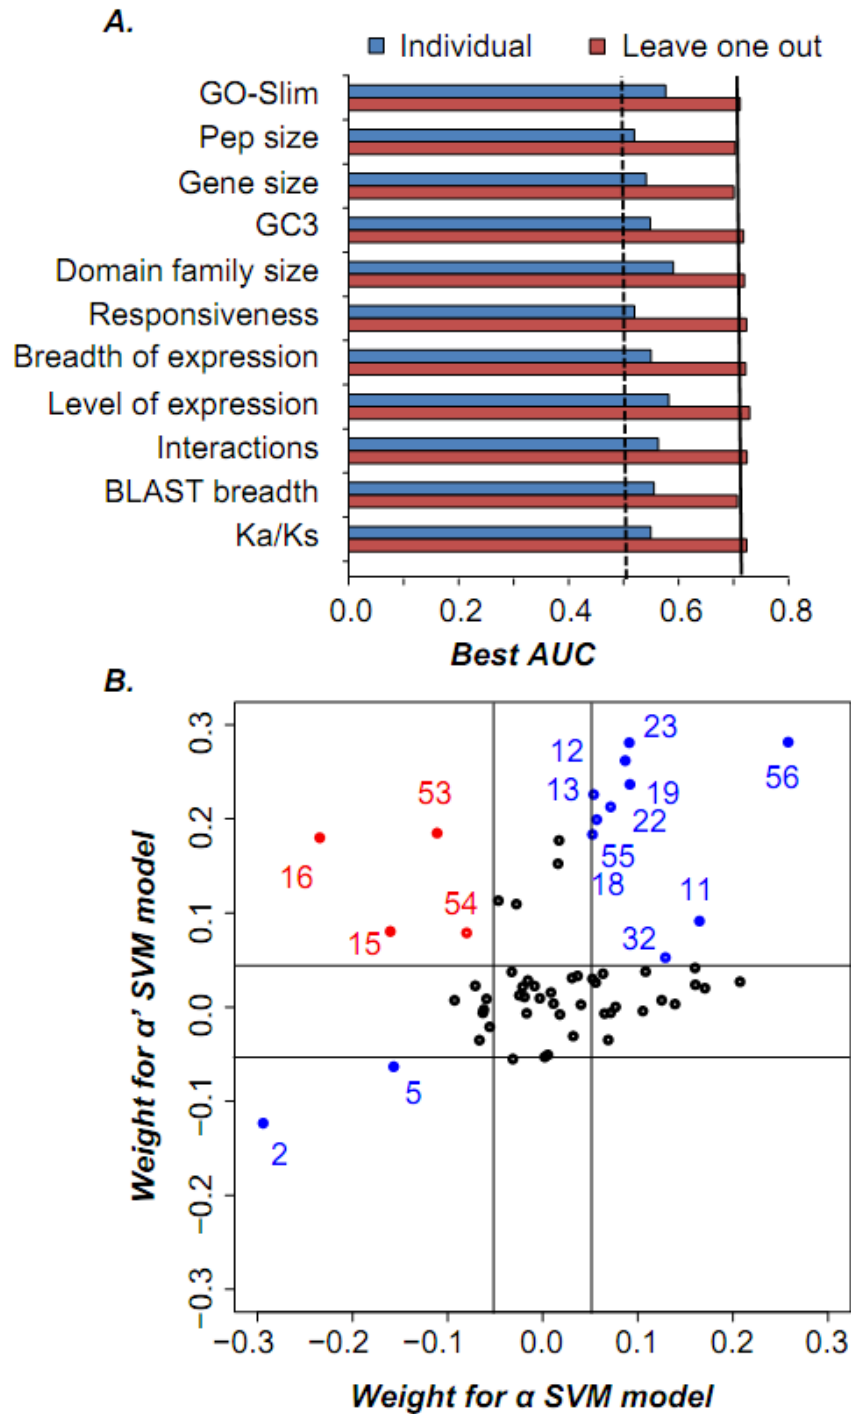 A.
Individual Leave one out
GO-Slim
Pep size
Gene size
GC3
Domain family size
Responsiveness
Breadth of expression
Level of expression
Interactions
BLAST breadth
Ka/Ks
0.0 0.2 0.4 0.6 0.8
Best AUC
B.
Weight for α' SVM model
0.3
0.2
0.1
0.0
−0.1
−0.2
−0.3
23
12
56
13
19
53
22
55
16
18
11
54
15
32
5
2
−0.3 −0.2 −0.1 0.0 0.1 0.2 0.3
Weight for α SVM model